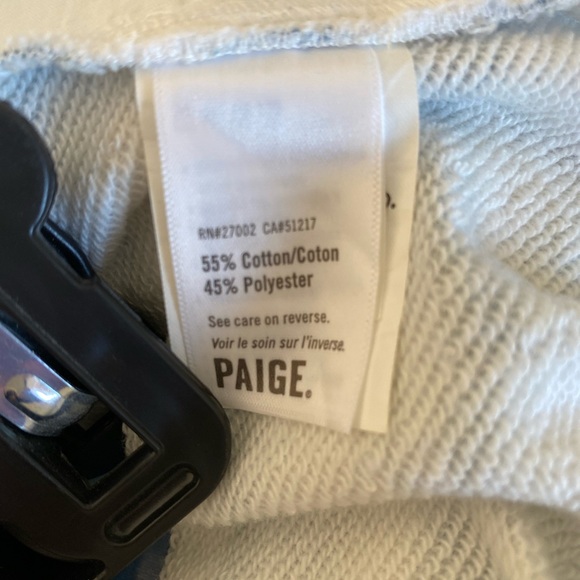 RN#27002 CA#51217
55% Cotton/Coton
45% Polyester
See care on reverse.
Voir le soin sur l'inverse.
PAIGE.